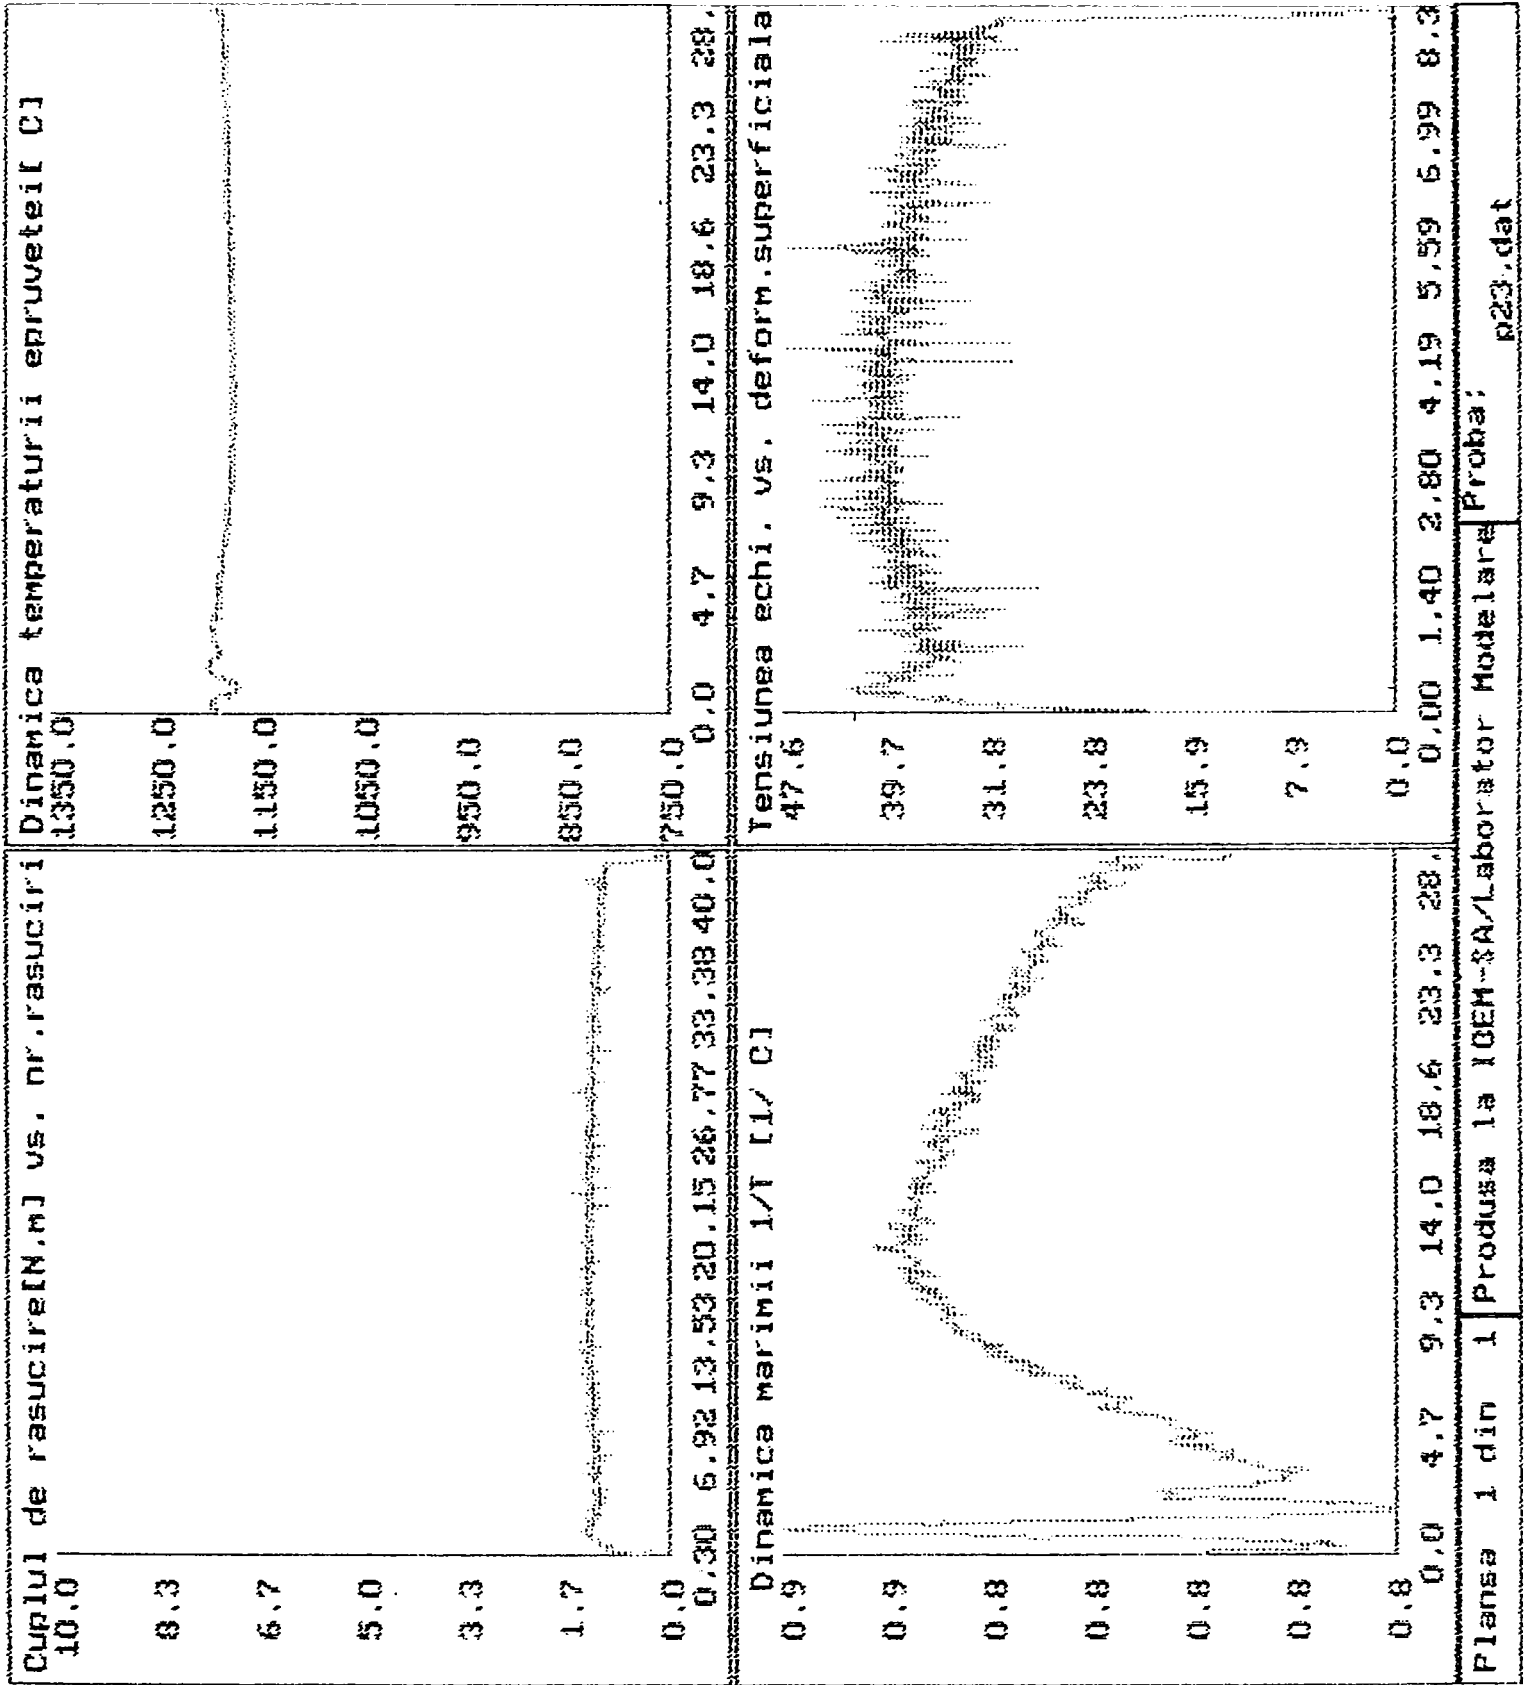 Cuplul de rasucire[N.m] vs. nr.rasuciri
10.0
8.3
6.7
5.0
3.3
1.7
0.0
0.30 6.92 13.53 20.15 26.77 33.38 40.0
Dinamica temperaturii epruvetei[ C]
1350.0
1250.0
1150.0
1050.0
950.0
850.0
750.0
0.0 4.7 9.3 14.0 18.6 23.3 28.
Dinamica marimii 1/T [1/ C]
0.9
0.9
0.8
0.8
0.8
0.8
0.8
0.0 4.7 9.3 14.0 18.6 23.3 28.
Tensiunea echi. vs. deform.superficiala
47.6
39.7
31.8
23.8
15.9
7.9
0.0
0.00 1.40 2.80 4.19 5.59 6.99 8.3
Plansa 1 din 1
Produsa la ICEM-SA/Laborator Modelare
Proba:
p23.dat